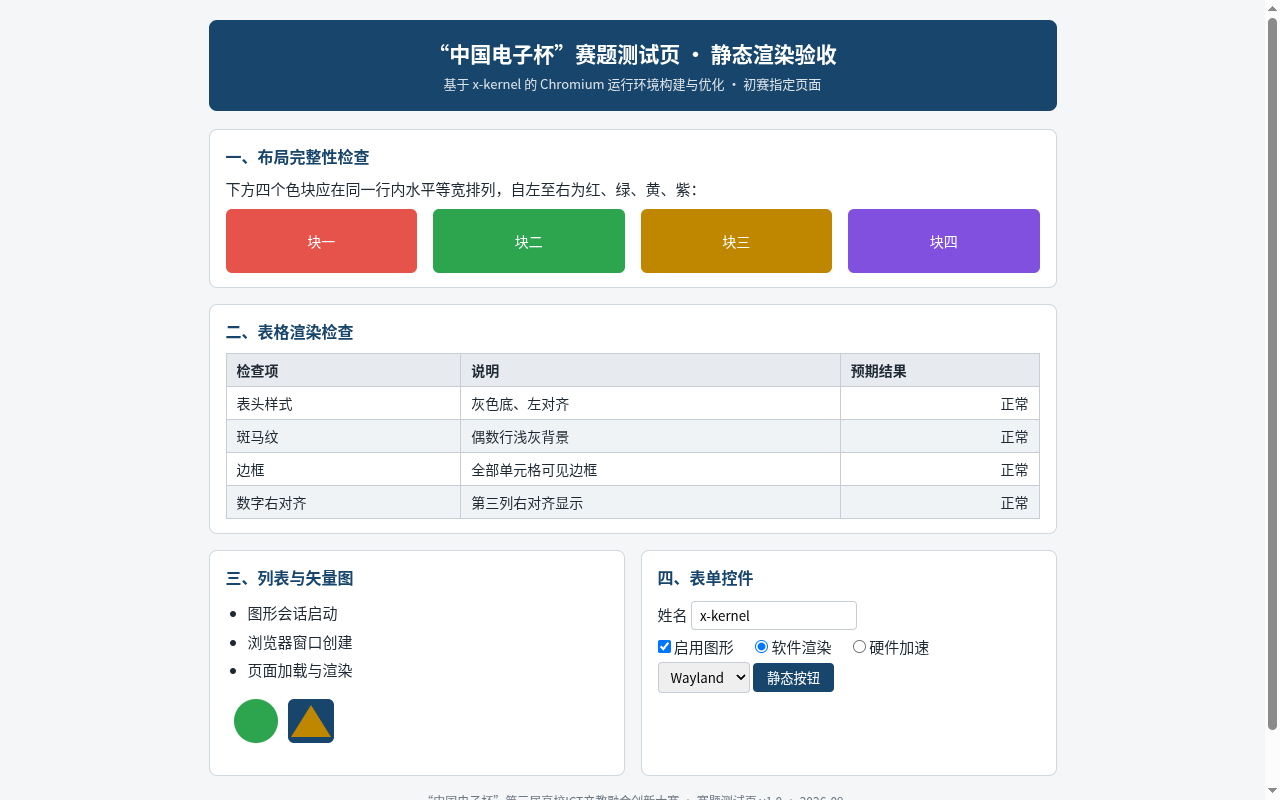 “中国电子杯”赛题测试页 · 静态渲染验收
基于 x-kernel 的 Chromium 运行环境构建与优化 · 初赛指定页面
一、布局完整性检查
下方四个色块应在同一行内水平等宽排列，自左至右为红、绿、黄、紫：
块一 块二 块三 块四
二、表格渲染检查
检查项 说明 预期结果
表头样式 灰色底、左对齐 正常
斑马纹 偶数行浅灰背景 正常
边框 全部单元格可见边框 正常
数字右对齐 第三列右对齐显示 正常
三、列表与矢量图
• 图形会话启动
• 浏览器窗口创建
• 页面加载与渲染
四、表单控件
姓名 x-kernel
启用图形 软件渲染 硬件加速
Wayland 静态按钮